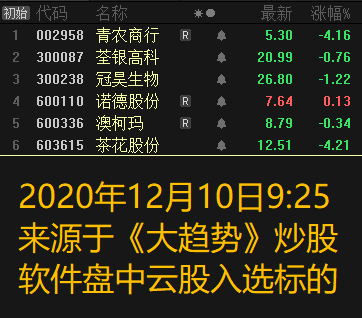 初始 代码 名称 最新 涨幅%
1 002958 青农商行 R 5.30 -4.16
2 300087 荃银高科 20.99 -0.76
3 300238 冠昊生物 26.80 -1.22
4 600110 诺德股份 R 7.64 0.13
5 600336 澳柯玛 R 8.79 -0.34
6 603615 茶花股份 12.51 -4.21
2020年12月10日9:25
来源于《大趋势》炒股
软件盘中云股入选标的